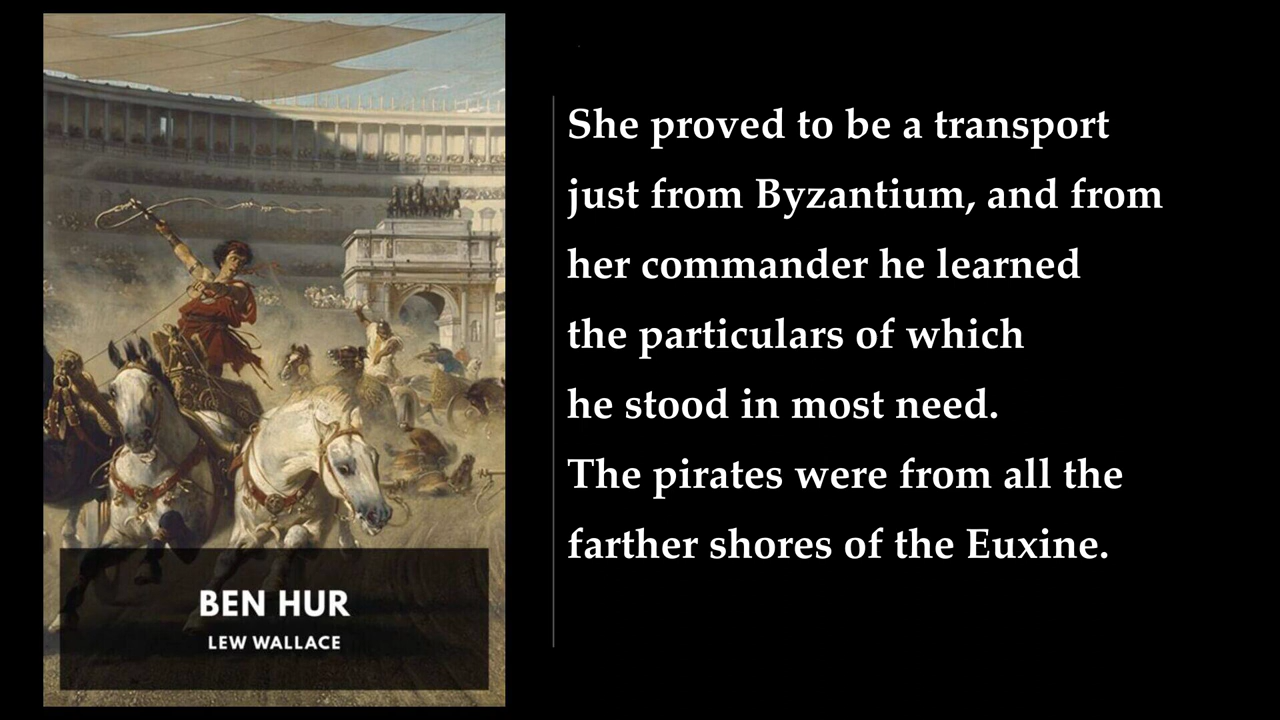 BEN HUR
LEW WALLACE
She proved to be a transport
just from Byzantium, and from
her commander he learned
the particulars of which
he stood in most need.
The pirates were from all the
farther shores of the Euxine.